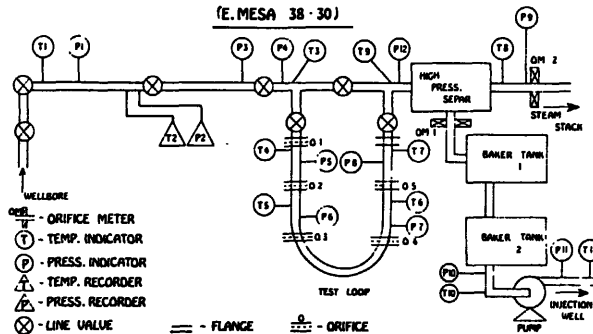 (E.MESA 38-30)
T1
P1
P3
P4
T3
T9
P12
T8
P9
OM 2
HIGH
PRESS.
SEPAR
STEAM
STACK
OM 1
T2
P2
O1
T4
P5
P8
T7
O2
O5
T5
P6
T6
P7
O3
O6
BAKER TANK
1
BAKER TANK
2
WELLBORE
TEST LOOP
P10
T10
P11
PUMP
INJECTION
WELL
- ORIFICE METER
T - TEMP. INDICATOR
P - PRESS. INDICATOR
T - TEMP. RECORDER
P - PRESS. RECORDER
- LINE VALVE
- FLANGE
O
- ORIFICE